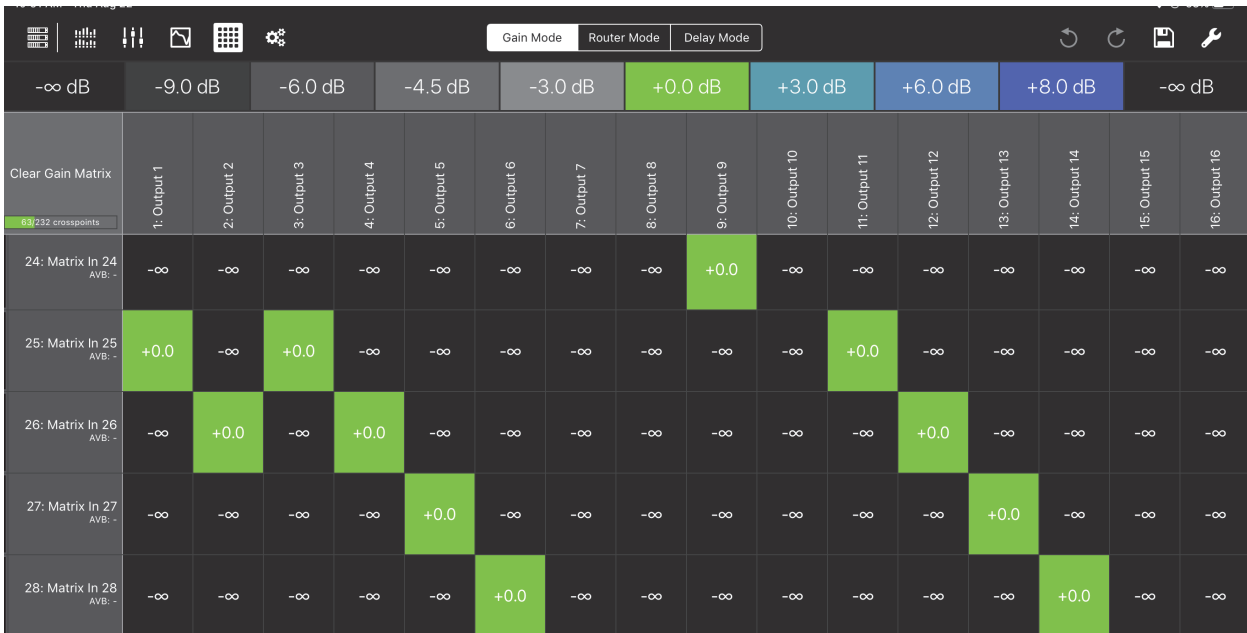 Gain Mode Router Mode Delay Mode
-∞ dB -9.0 dB -6.0 dB -4.5 dB -3.0 dB +0.0 dB +3.0 dB +6.0 dB +8.0 dB -∞ dB
Clear Gain Matrix
63/232 crosspoints
1: Output 1
2: Output 2
3: Output 3
4: Output 4
5: Output 5
6: Output 6
7: Output 7
8: Output 8
9: Output 9
10: Output 10
11: Output 11
12: Output 12
13: Output 13
14: Output 14
15: Output 15
16: Output 16
24: Matrix In 24
AVB: -
-∞ -∞ -∞ -∞ -∞ -∞ -∞ -∞ +0.0 -∞ -∞ -∞ -∞ -∞ -∞ -∞
25: Matrix In 25
AVB: -
+0.0 -∞ +0.0 -∞ -∞ -∞ -∞ -∞ -∞ -∞ +0.0 -∞ -∞ -∞ -∞ -∞
26: Matrix In 26
AVB: -
-∞ +0.0 -∞ +0.0 -∞ -∞ -∞ -∞ -∞ -∞ -∞ +0.0 -∞ -∞ -∞ -∞
27: Matrix In 27
AVB: -
-∞ -∞ -∞ -∞ +0.0 -∞ -∞ -∞ -∞ -∞ -∞ -∞ +0.0 -∞ -∞ -∞
28: Matrix In 28
AVB: -
-∞ -∞ -∞ -∞ -∞ +0.0 -∞ -∞ -∞ -∞ -∞ -∞ -∞ +0.0 -∞ -∞